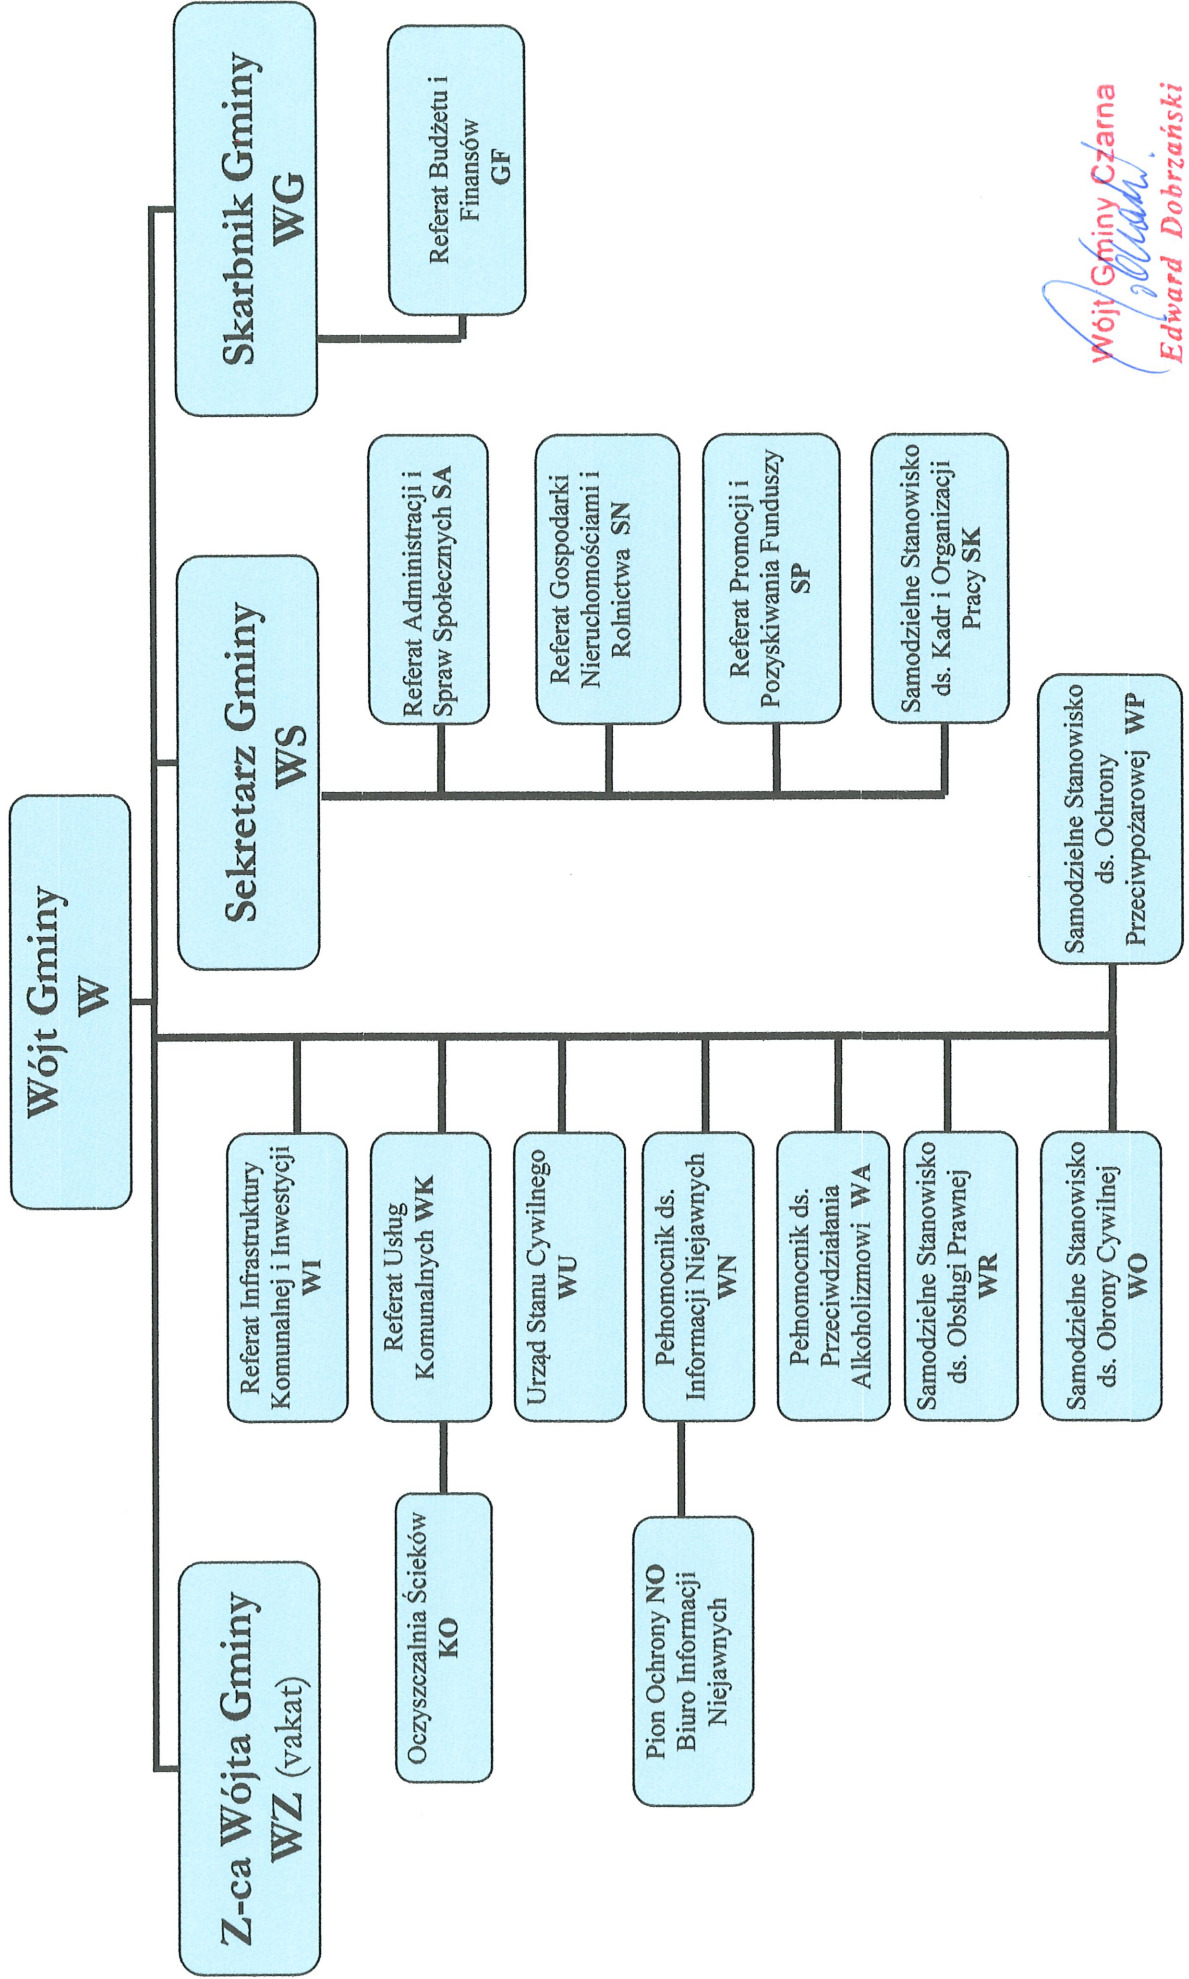 Wójt Gminy
W
Z-ca Wójta Gminy
WZ (vakat)
Sekretarz Gminy
WS
Skarbnik Gminy
WG
Referat Infrastruktury
Komunalnej i Inwestycji
WI
Referat Usług
Komunalnych WK
Oczyszczalnia Ścieków
KO
Urząd Stanu Cywilnego
WU
Pełnomocnik ds.
Informacji Niejawnych
WN
Pion Ochrony NO
Biuro Informacji
Niejawnych
Pełnomocnik ds.
Przeciwdziałania
Alkoholizmowi WA
Samodzielne Stanowisko
ds. Obsługi Prawnej
WR
Samodzielne Stanowisko
ds. Obrony Cywilnej
WO
Samodzielne Stanowisko
ds. Ochrony
Przeciwpożarowej WP
Referat Administracji i
Spraw Społecznych SA
Referat Gospodarki
Nieruchomościami i
Rolnictwa SN
Referat Promocji i
Pozyskiwania Funduszy
SP
Samodzielne Stanowisko
ds. Kadr i Organizacji
Pracy SK
Referat Budżetu i
Finansów
GF
Wójt Gminy Czarna
Edward Dobrzański